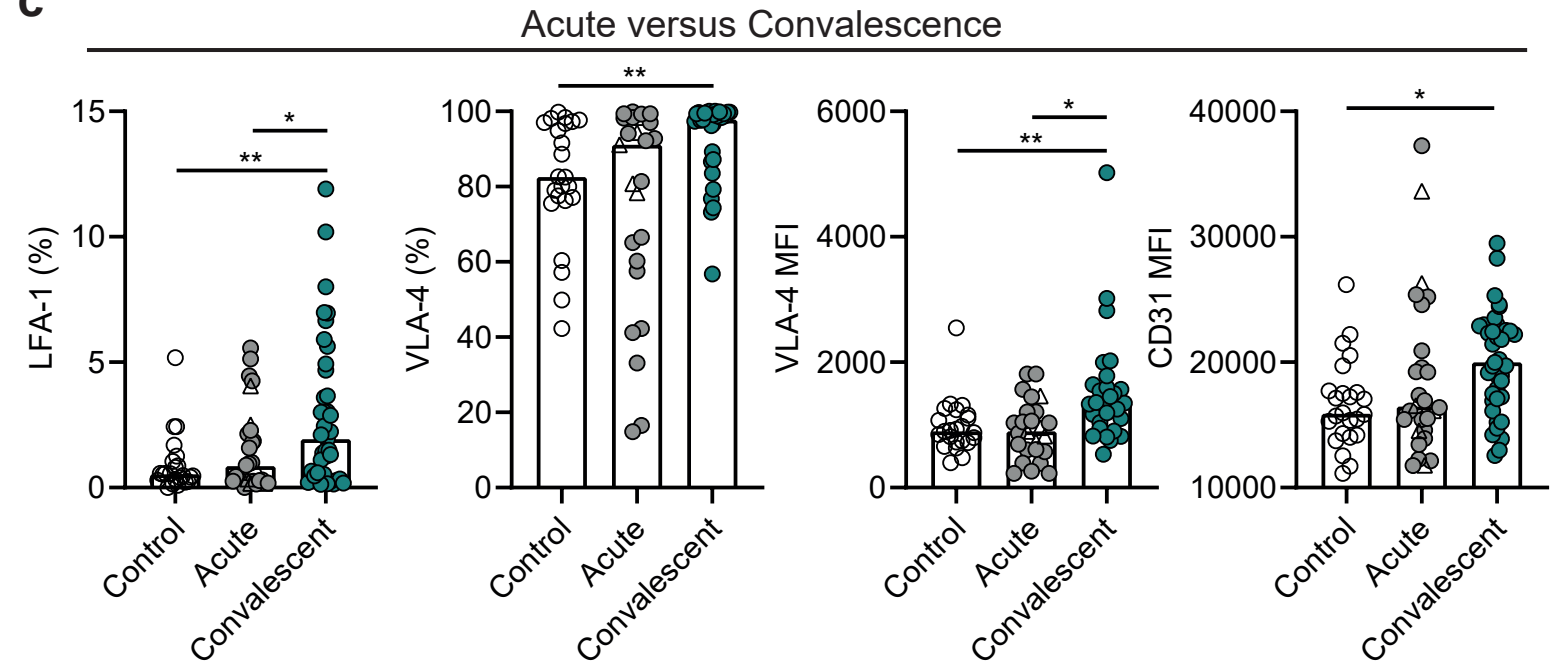 c
Acute versus Convalescence
LFA-1 (%)
15
10
5
0
*
**
Control
Acute
Convalescent
VLA-4 (%)
100
80
60
40
20
0
**
Control
Acute
Convalescent
VLA-4 MFI
6000
4000
2000
0
*
**
Control
Acute
Convalescent
CD31 MFI
40000
30000
20000
10000
*
Control
Acute
Convalescent